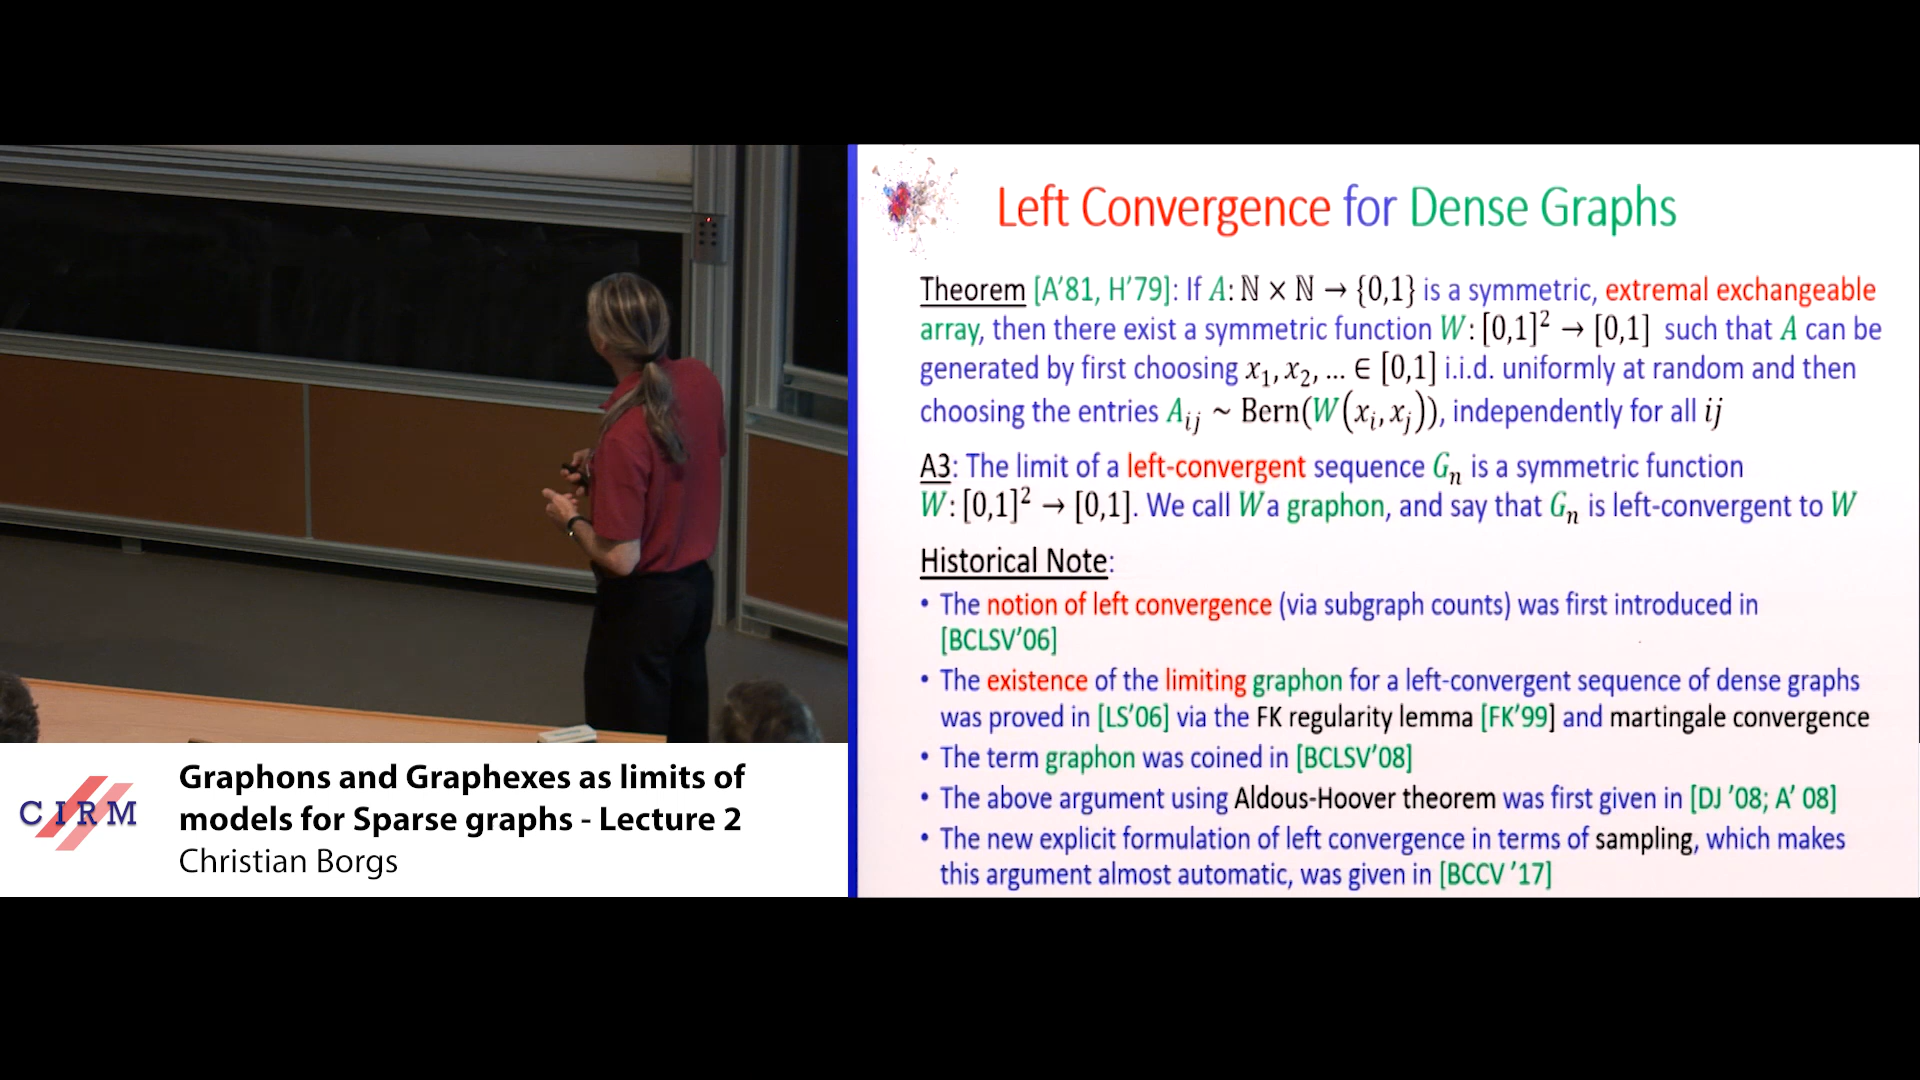 Left Convergence for Dense Graphs
Theorem [A'81, H'79]: If A: ℕ × ℕ → {0,1} is a symmetric, extremal exchangeable
array, then there exist a symmetric function W: [0,1]² → [0,1] such that A can be
generated by first choosing x₁, x₂, ... ∈ [0,1] i.i.d. uniformly at random and then
choosing the entries Aᵢⱼ ~ Bern(W(xᵢ, xⱼ)), independently for all ij
A3: The limit of a left-convergent sequence Gₙ is a symmetric function
W: [0,1]² → [0,1]. We call W a graphon, and say that Gₙ is left-convergent to W
Historical Note:
• The notion of left convergence (via subgraph counts) was first introduced in
[BCLSV'06]
• The existence of the limiting graphon for a left-convergent sequence of dense graphs
was proved in [LS'06] via the FK regularity lemma [FK'99] and martingale convergence
• The term graphon was coined in [BCLSV'08]
• The above argument using Aldous-Hoover theorem was first given in [DJ '08; A' 08]
• The new explicit formulation of left convergence in terms of sampling, which makes
this argument almost automatic, was given in [BCCV '17]
CIRM
Graphons and Graphexes as limits of
models for Sparse graphs - Lecture 2
Christian Borgs